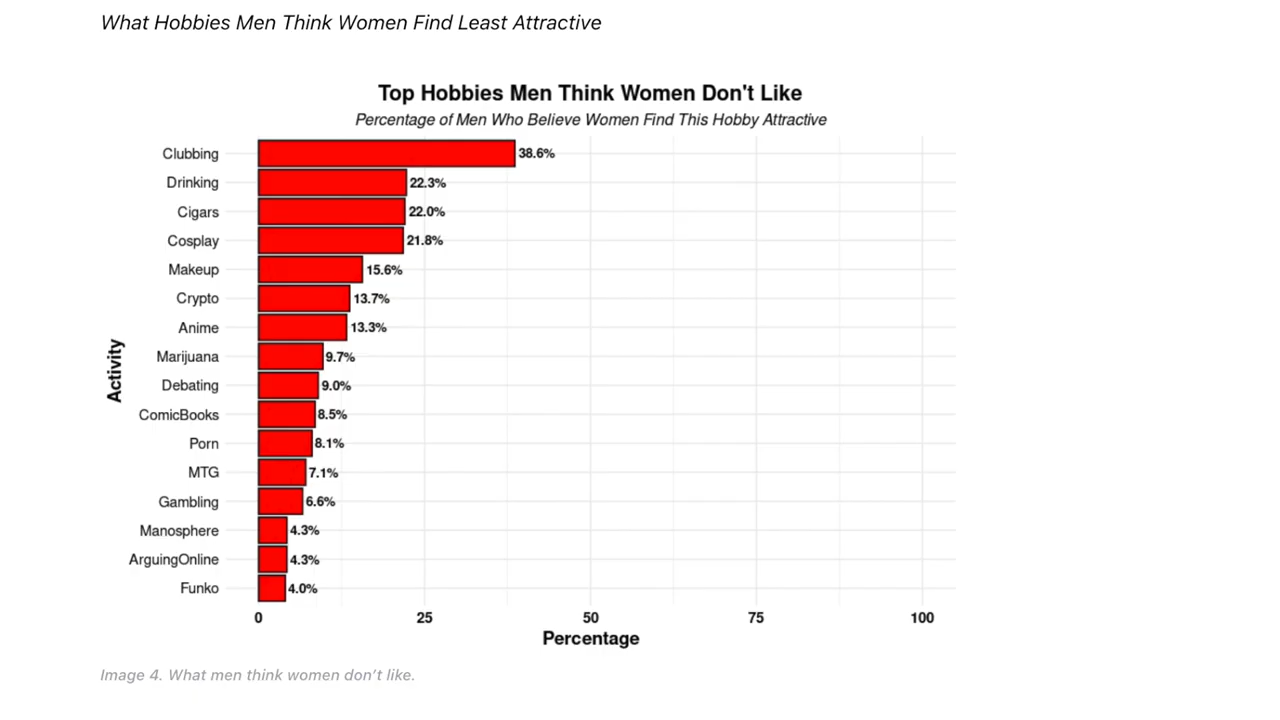 What Hobbies Men Think Women Find Least Attractive
Top Hobbies Men Think Women Don't Like
Percentage of Men Who Believe Women Find This Hobby Attractive
Clubbing 38.6%
Drinking 22.3%
Cigars 22.0%
Cosplay 21.8%
Makeup 15.6%
Crypto 13.7%
Anime 13.3%
Marijuana 9.7%
Debating 9.0%
ComicBooks 8.5%
Porn 8.1%
MTG 7.1%
Gambling 6.6%
Manosphere 4.3%
ArguingOnline 4.3%
Funko 4.0%
Activity
0 25 50 75 100
Percentage
Image 4. What men think women don’t like.